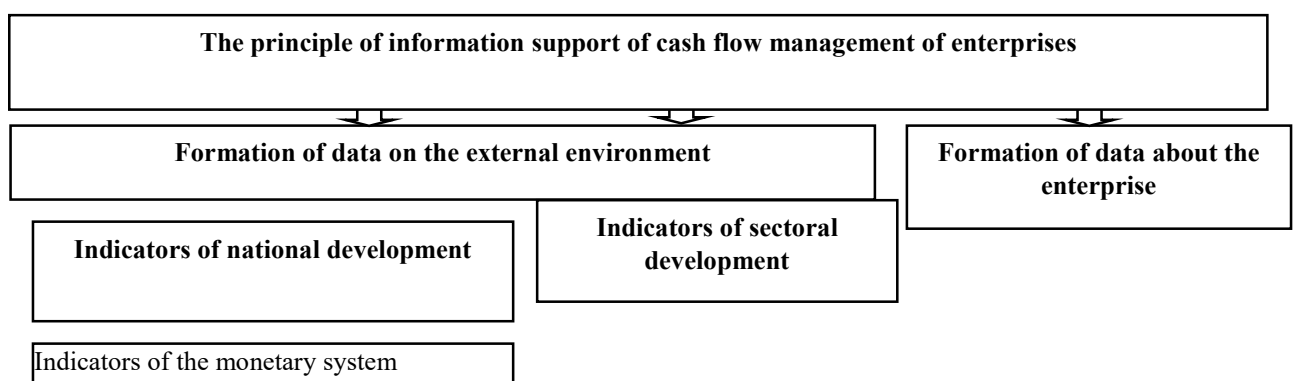 The principle of information support of cash flow management of enterprises
Formation of data on the external environment
Formation of data about the
enterprise
Indicators of national development
Indicators of sectoral
development
Indicators of the monetary system